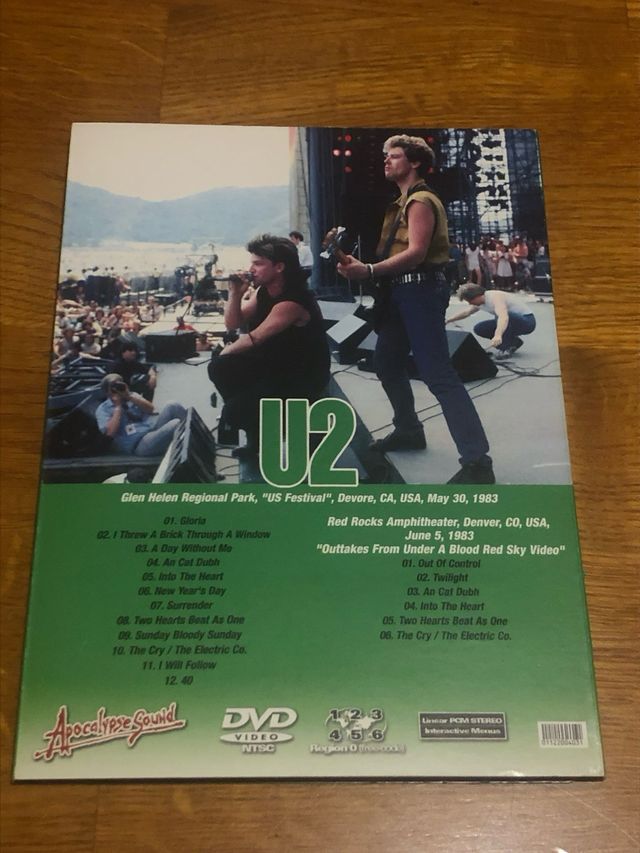 U2
Glen Helen Regional Park, "US Festival", Devore, CA, USA, May 30, 1983
01. Gloria
02. I Threw A Brick Through A Window
03. A Day Without Me
04. An Cat Dubh
05. Into The Heart
06. New Year's Day
07. Surrender
08. Two Hearts Beat As One
09. Sunday Bloody Sunday
10. The Cry / The Electric Co.
11. I Will Follow
12. 40
Red Rocks Amphitheater, Denver, CO, USA,
June 5, 1983
"Outtakes From Under A Blood Red Sky Video"
01. Out Of Control
02. Twilight
03. An Cat Dubh
04. Into The Heart
05. Two Hearts Beat As One
06. The Cry / The Electric Co.
Apocalypse Sound
DVD
VIDEO
NTSC
1 2 3
4 5 6
Region 0 (free-code)
Linear PCM STEREO
Interactive Menus
01122004031